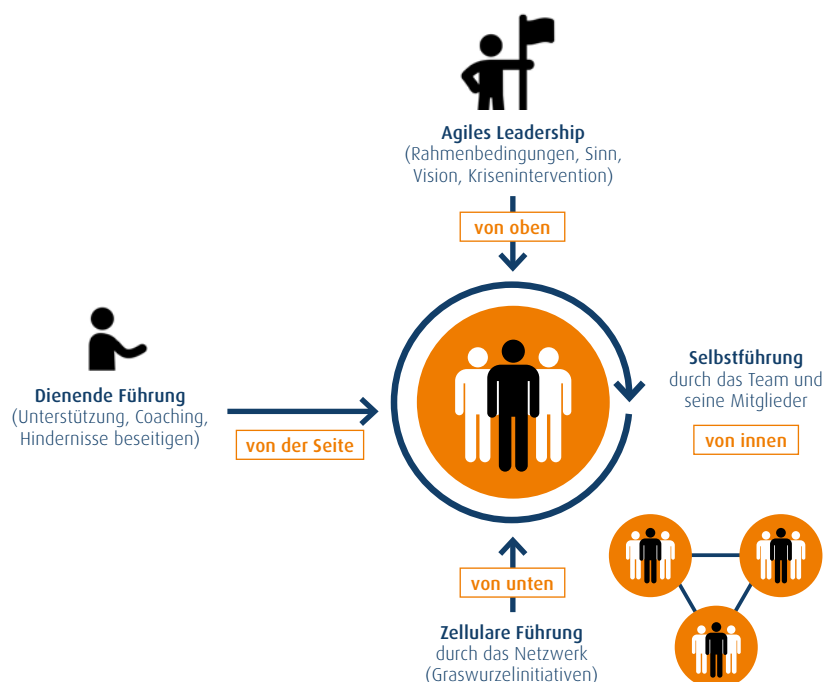 Agiles Leadership
(Rahmenbedingungen, Sinn,
Vision, Krisenintervention)
von oben
Dienende Führung
(Unterstützung, Coaching,
Hindernisse beseitigen)
von der Seite
Selbstführung
durch das Team und
seine Mitglieder
von innen
von unten
Zellulare Führung
durch das Netzwerk
(Graswurzelinitiativen)